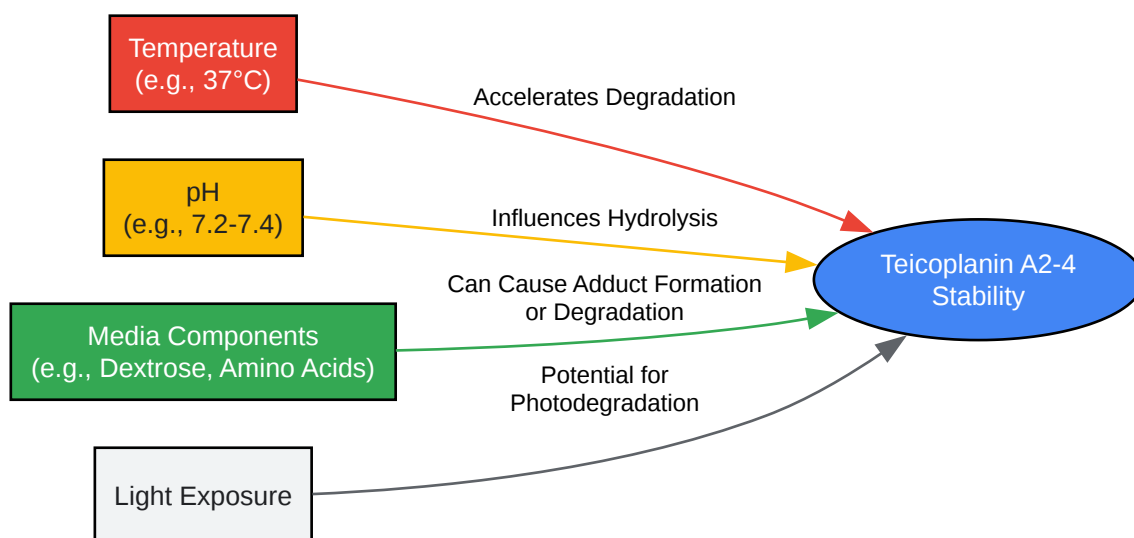 Temperature
(e.g., 37°C)
Accelerates Degradation
pH
(e.g., 7.2-7.4)
Influences Hydrolysis
Teicoplanin A2-4
Stability
Can Cause Adduct Formation
or Degradation
Media Components
(e.g., Dextrose, Amino Acids)
Potential for
Photodegradation
Light Exposure